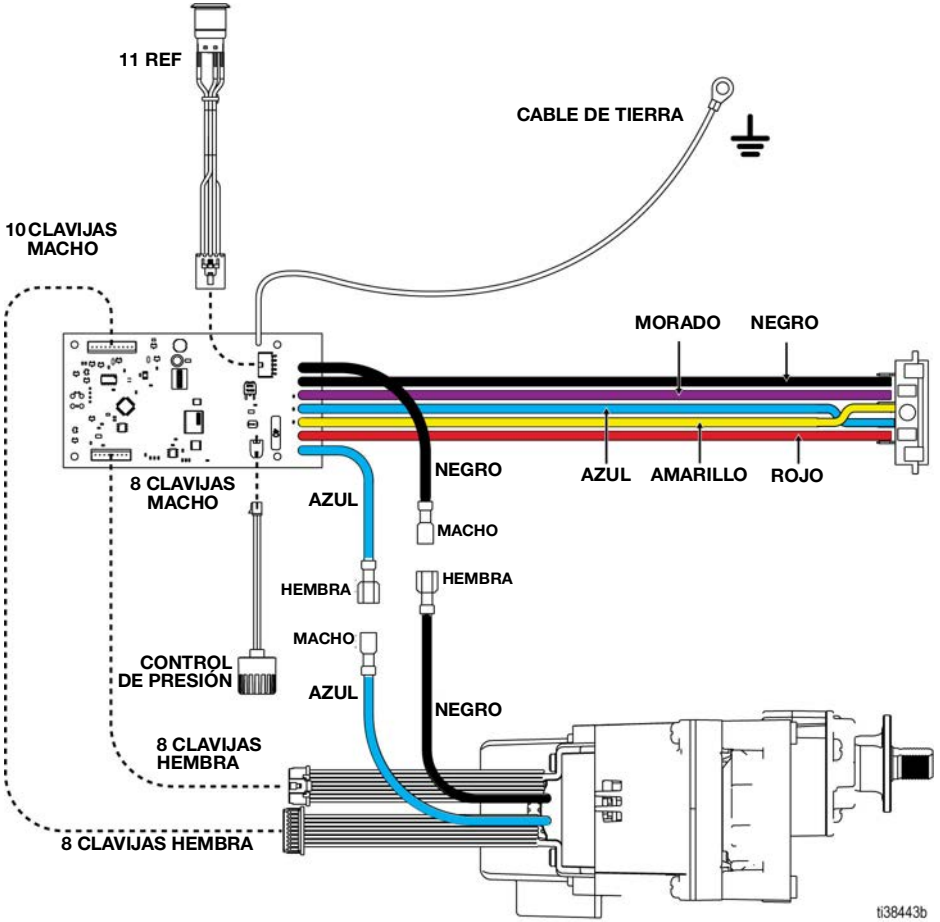 11 REF
CABLE DE TIERRA
10 CLAVIJAS
MACHO
MORADO
NEGRO
AZUL
AMARILLO
ROJO
8 CLAVIJAS
MACHO
AZUL
NEGRO
MACHO
HEMBRA
HEMBRA
MACHO
CONTROL
DE PRESIÓN
AZUL
NEGRO
8 CLAVIJAS
HEMBRA
8 CLAVIJAS HEMBRA
ti38443b